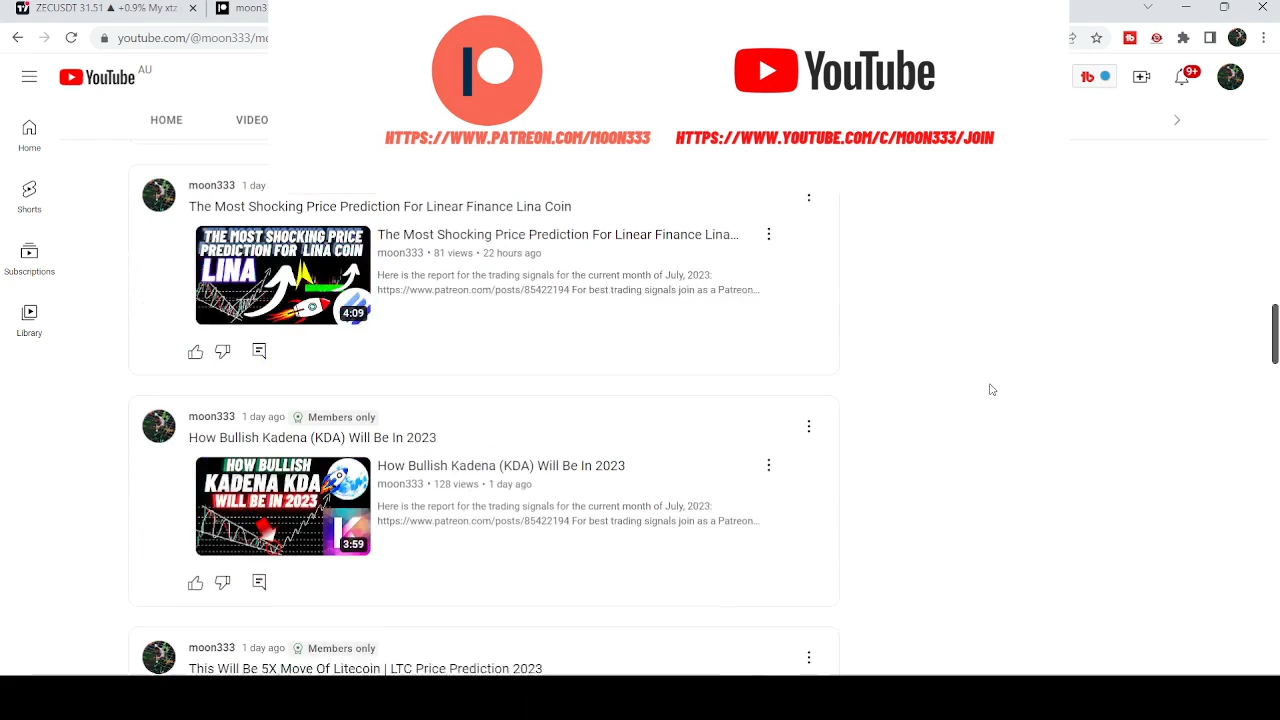 ZECUSDT 31.51 ▲ +0.9% My xtz
moon3
youtube.com/@moon333/me
YouTube
HTTPS://WWW.PATREON.COM/MOON333
HTTPS://WWW.YOUTUBE.COM/C/MOON333/JOIN
YouTube AU
9+
HOME
VIDEO
Home
Shorts
Subscriptions
Library
moon333 1 day
The Most Shocking Price Prediction For Linear Finance Lina Coin
THE MOST SHOCKING PRICE
PREDICTION FOR LINA COIN
LINA
4:09
The Most Shocking Price Prediction For Linear Finance Lina...
moon333 • 81 views • 22 hours ago
Here is the report for the trading signals for the current month of July, 2023:
https://www.patreon.com/posts/85422194 For best trading signals join as a Patreon...
moon333 1 day ago Members only
How Bullish Kadena (KDA) Will Be In 2023
HOW BULLISH
KADENA KDA
WILL BE IN 2023
3:59
How Bullish Kadena (KDA) Will Be In 2023
moon333 • 128 views • 1 day ago
Here is the report for the trading signals for the current month of July, 2023:
https://www.patreon.com/posts/85422194 For best trading signals join as a Patreon...
moon333 1 day ago Members only
This Will Be 5X Move Of Litecoin | LTC Price Prediction 2023